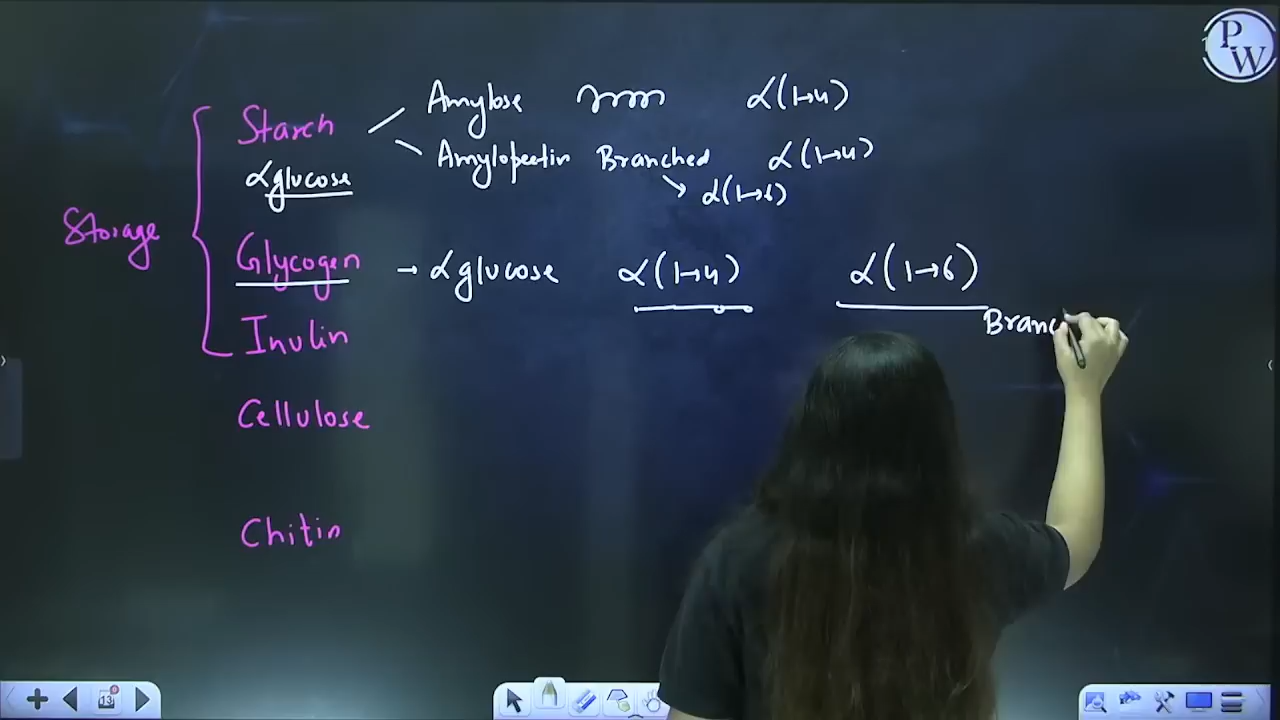 PW
Amylose α(1→4)
Starch
Amylopectin Branched α(1→4)
αglucose α(1→6)
Storage
Glycogen → αglucose α(1→4) α(1→6)
Branc
Inulin
Cellulose
Chitin
13